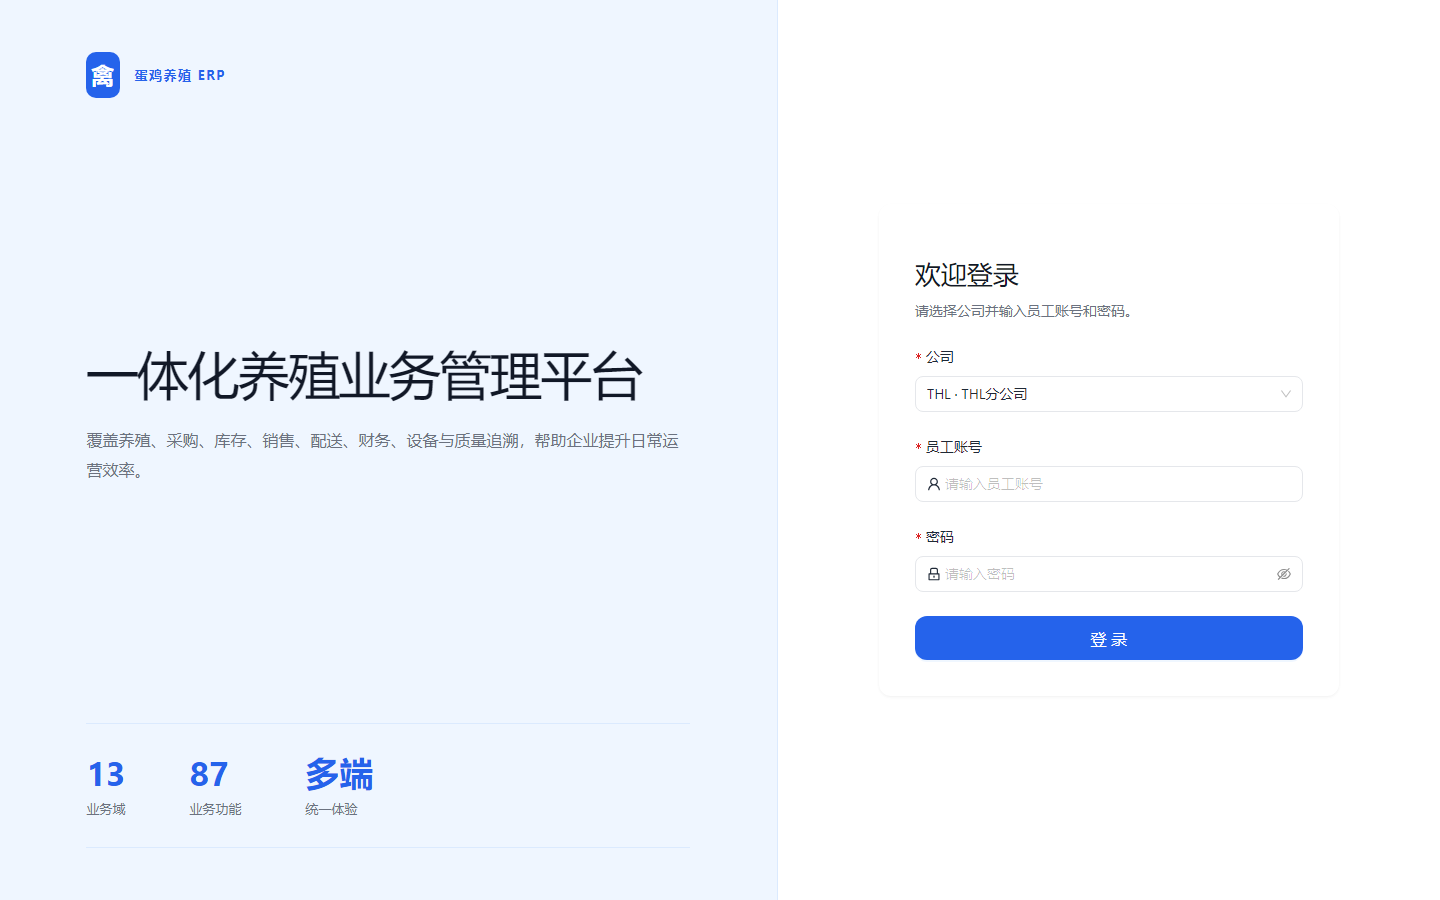 禽
蛋鸡养殖 ERP
一体化养殖业务管理平台
覆盖养殖、采购、库存、销售、配送、财务、设备与质量追溯，帮助企业提升日常运
营效率。
13
业务域
87
业务功能
多端
统一体验
欢迎登录
请选择公司并输入员工账号和密码。
* 公司
THL · THL分公司
* 员工账号
请输入员工账号
* 密码
请输入密码
登 录